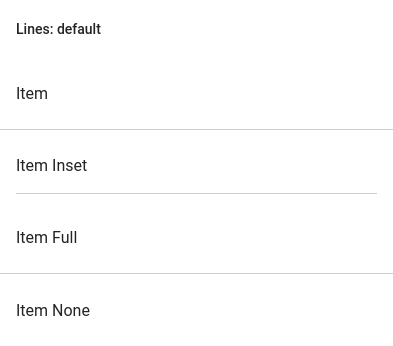 Lines: default
Item
Item Inset
Item Full
Item None